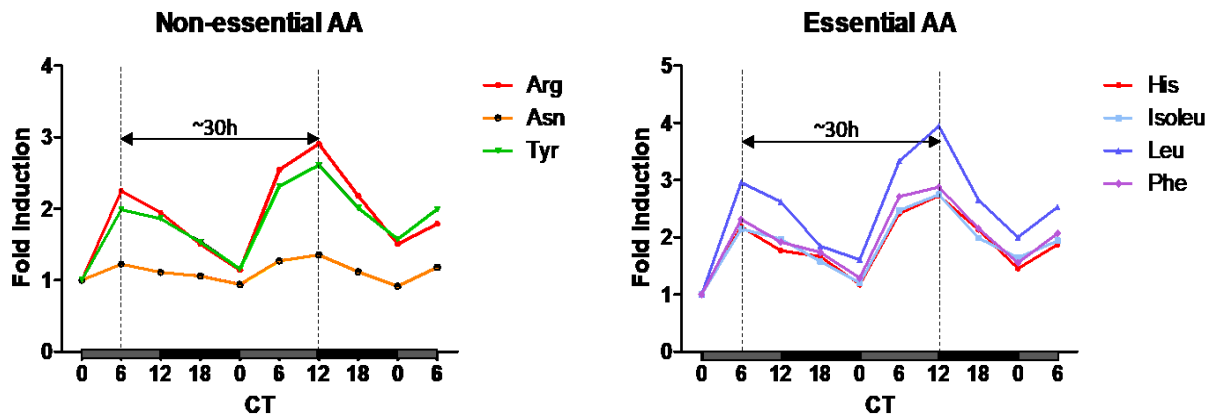 Non-essential AA
4
3
2
1
0
Fold Induction
~30h
Arg
Asn
Tyr
0 6 12 18 0 6 12 18 0 6
CT
Essential AA
5
4
3
2
1
0
Fold Induction
~30h
His
Isoleu
Leu
Phe
0 6 12 18 0 6 12 18 0 6
CT